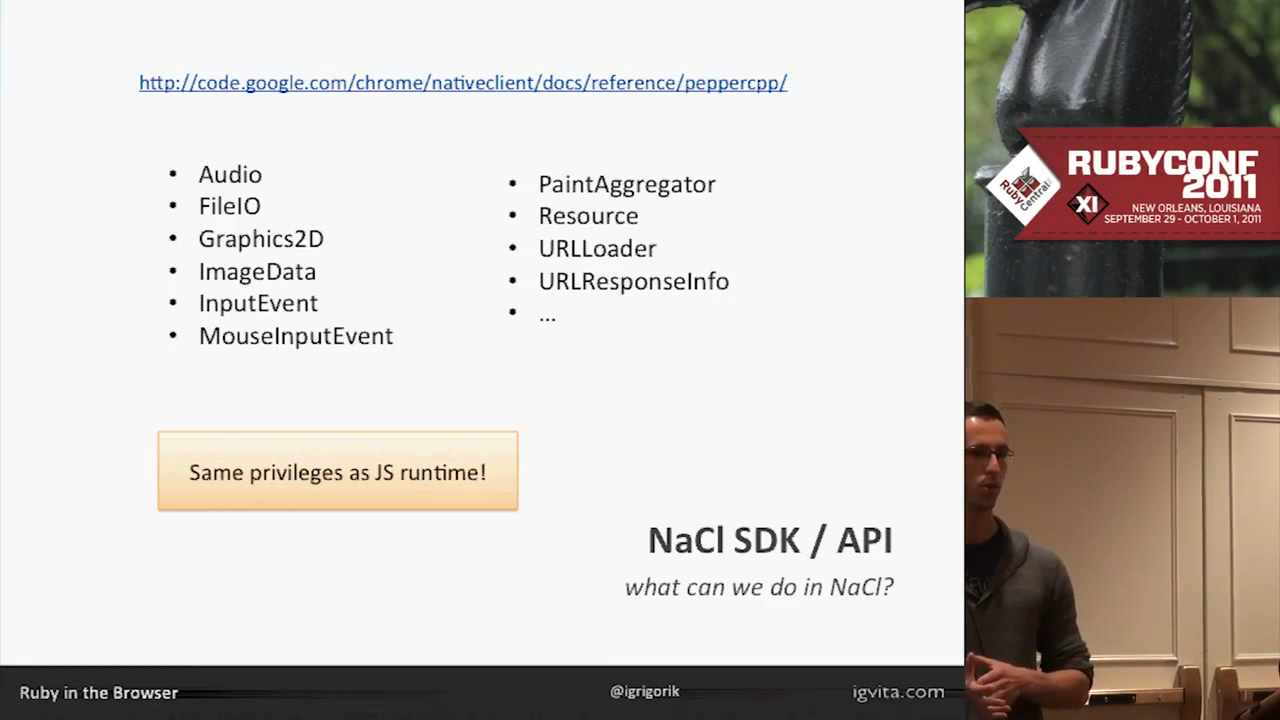 http://code.google.com/chrome/nativeclient/docs/reference/peppercpp/
• Audio
• FileIO
• Graphics2D
• ImageData
• InputEvent
• MouseInputEvent
• PaintAggregator
• Resource
• URLLoader
• URLResponseInfo
• ...
Same privileges as JS runtime!
NaCl SDK / API
what can we do in NaCl?
Ruby in the Browser
@igrigorik
igvita.com
RubyCentral
RUBYCONF
2011
XI
NEW ORLEANS, LOUISIANA
SEPTEMBER 29 - OCTOBER 1, 2011